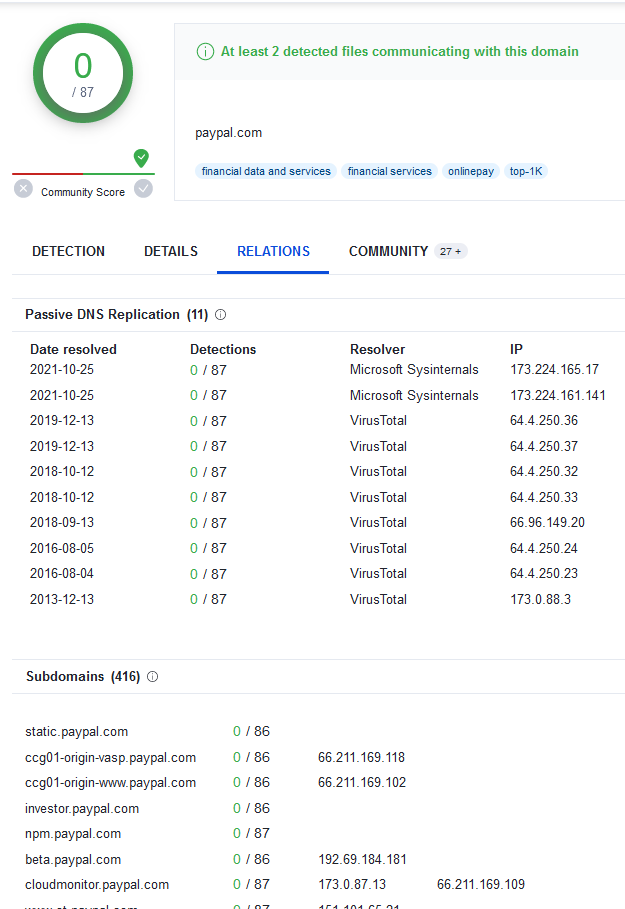 0
/ 87
At least 2 detected files communicating with this domain
paypal.com
financial data and services financial services onlinepay top-1K
Community Score
DETECTION DETAILS RELATIONS COMMUNITY 27 +
Passive DNS Replication (11)
Date resolved Detections Resolver IP
2021-10-25 0 / 87 Microsoft Sysinternals 173.224.165.17
2021-10-25 0 / 87 Microsoft Sysinternals 173.224.161.141
2019-12-13 0 / 87 VirusTotal 64.4.250.36
2019-12-13 0 / 87 VirusTotal 64.4.250.37
2018-10-12 0 / 87 VirusTotal 64.4.250.32
2018-10-12 0 / 87 VirusTotal 64.4.250.33
2018-09-13 0 / 87 VirusTotal 66.96.149.20
2016-08-05 0 / 87 VirusTotal 64.4.250.24
2016-08-04 0 / 87 VirusTotal 64.4.250.23
2013-12-13 0 / 87 VirusTotal 173.0.88.3
Subdomains (416)
static.paypal.com 0 / 86
ccg01-origin-vasp.paypal.com 0 / 86 66.211.169.118
ccg01-origin-www.paypal.com 0 / 86 66.211.169.102
investor.paypal.com 0 / 86
npm.paypal.com 0 / 87
beta.paypal.com 0 / 86 192.69.184.181
cloudmonitor.paypal.com 0 / 87 173.0.87.13 66.211.169.109